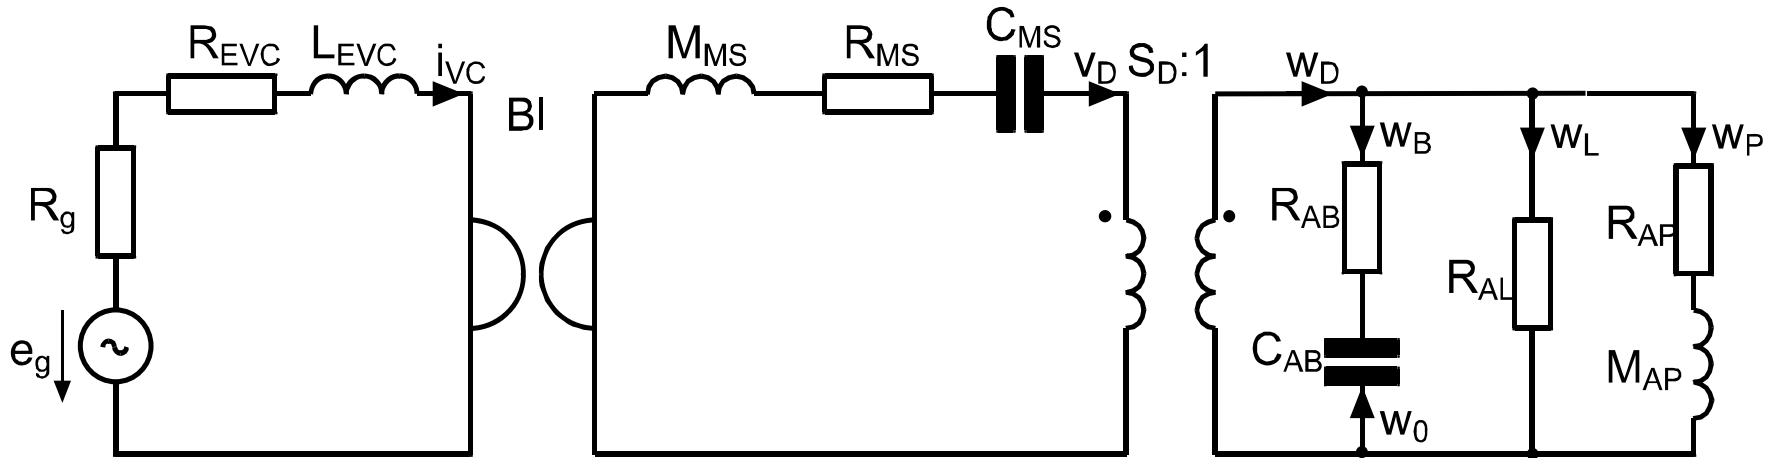 R_EVC L_EVC i_VC
Bl
M_MS R_MS C_MS
v_D S_D:1 w_D
w_B w_L w_P
R_g
R_AB R_AL R_AP
e_g
C_AB M_AP
w_0